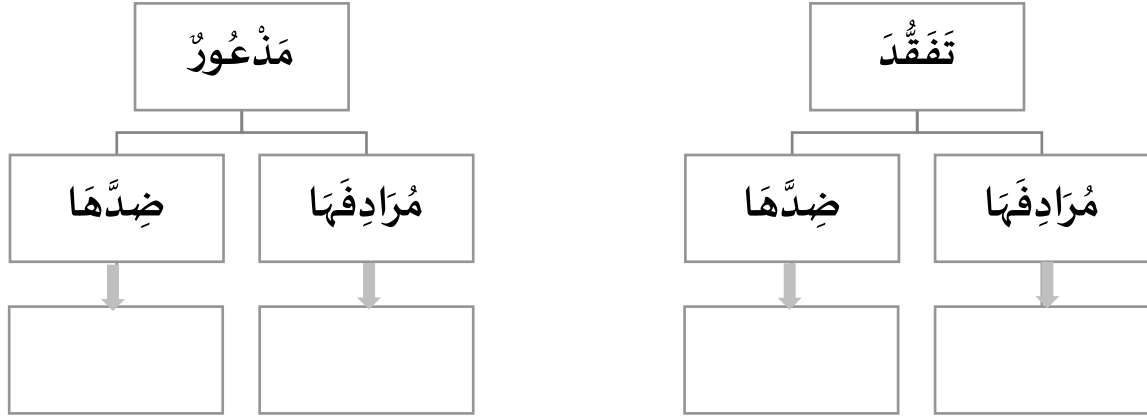 تَفَقُّدَ
مَذْعُورٌ
مُرَادِفَهَا
ضِدَّهَا
مُرَادِفَهَا
ضِدَّهَا